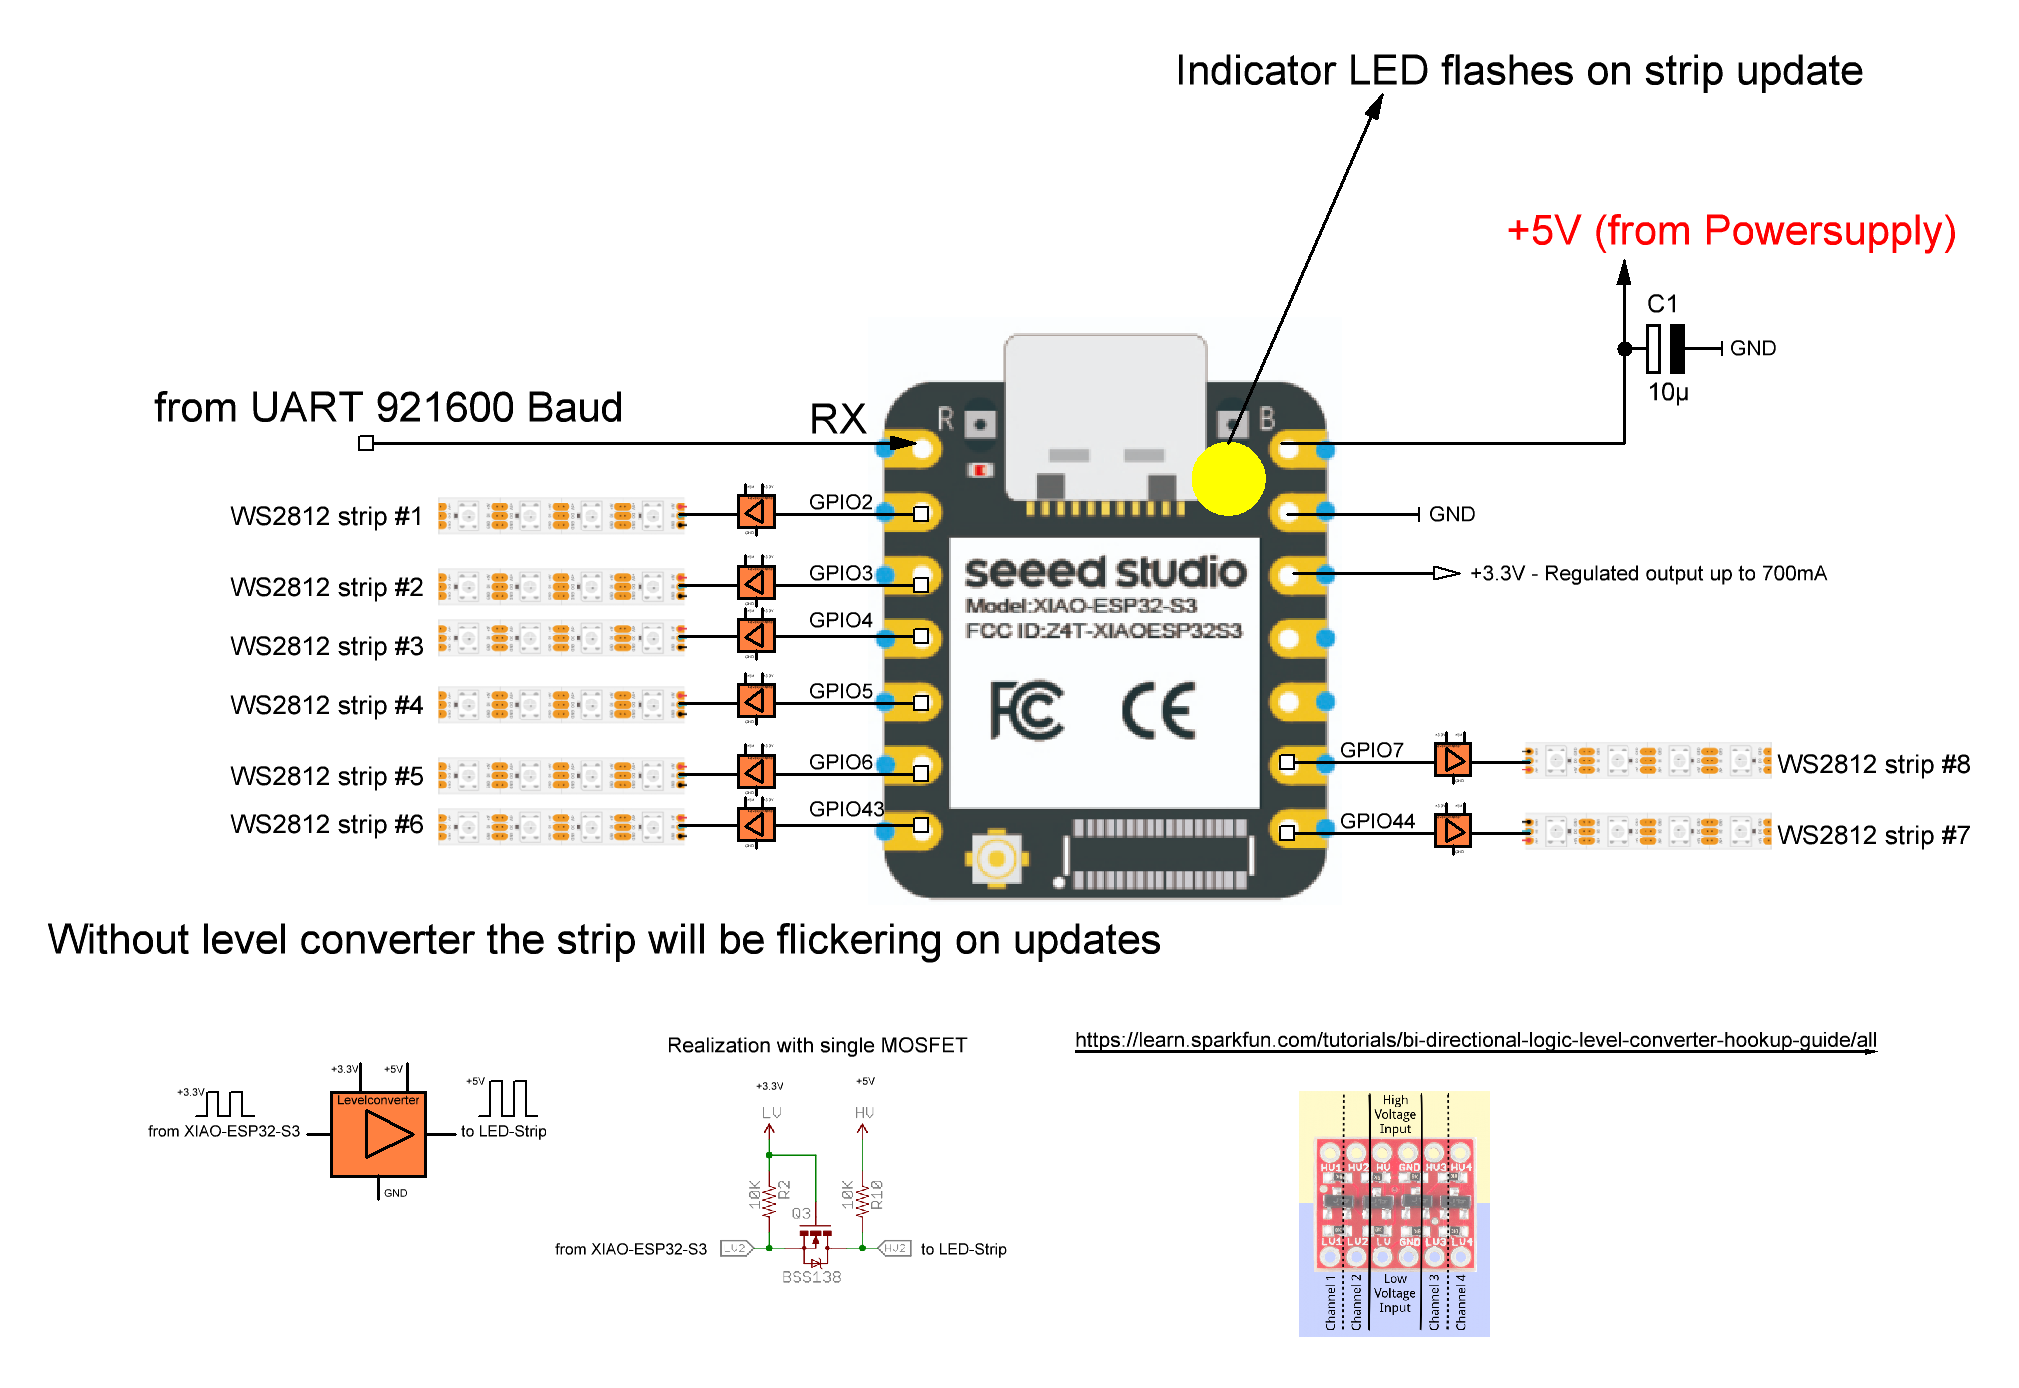 Indicator LED flashes on strip update
+5V (from Powersupply)
C1
GND
10µ
from UART 921600 Baud
RX
R
B
WS2812 strip #1
GPIO2
GND
WS2812 strip #2
GPIO3
+3.3V - Regulated output up to 700mA
WS2812 strip #3
GPIO4
WS2812 strip #4
GPIO5
WS2812 strip #5
GPIO6
WS2812 strip #6
GPIO43
seeed studio
Model:XIAO-ESP32-S3
FCC ID:Z4T-XIAOESP32S3
FC CE
GPIO7
WS2812 strip #8
GPIO44
WS2812 strip #7
Without level converter the strip will be flickering on updates
+3.3V
+5V
Levelconverter
+3.3V
from XIAO-ESP32-S3
+5V
to LED-Strip
GND
Realization with single MOSFET
+3.3V
+5V
LV
HV
10K
R2
10K
R10
Q3
from XIAO-ESP32-S3
LV2
HV2
to LED-Strip
BSS138
https://learn.sparkfun.com/tutorials/bi-directional-logic-level-converter-hookup-guide/all
High
Voltage
Input
HV1 HV2 HV GND HV3 HV4
LV1 LV2 LV GND LV3 LV4
Channel 1
Channel 2
Low
Voltage
Input
Channel 3
Channel 4